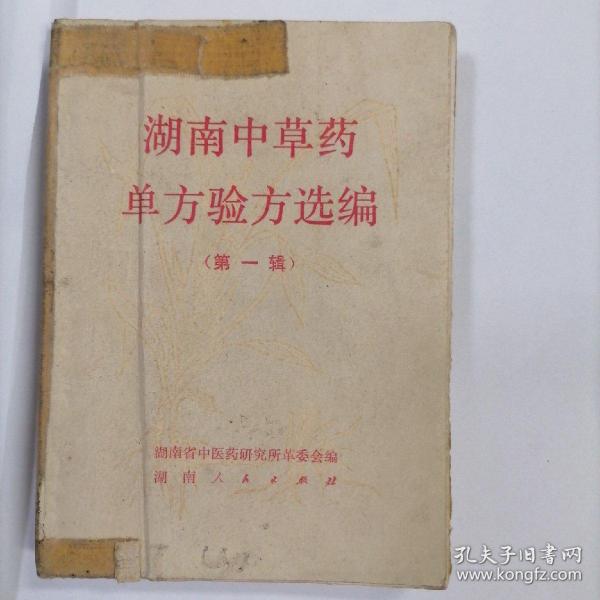 湖南中草药
单方验方选编
（第一辑）
湖南省中医药研究所革委会编
湖南人民出版社
孔夫子旧书网
www.kongfz.com